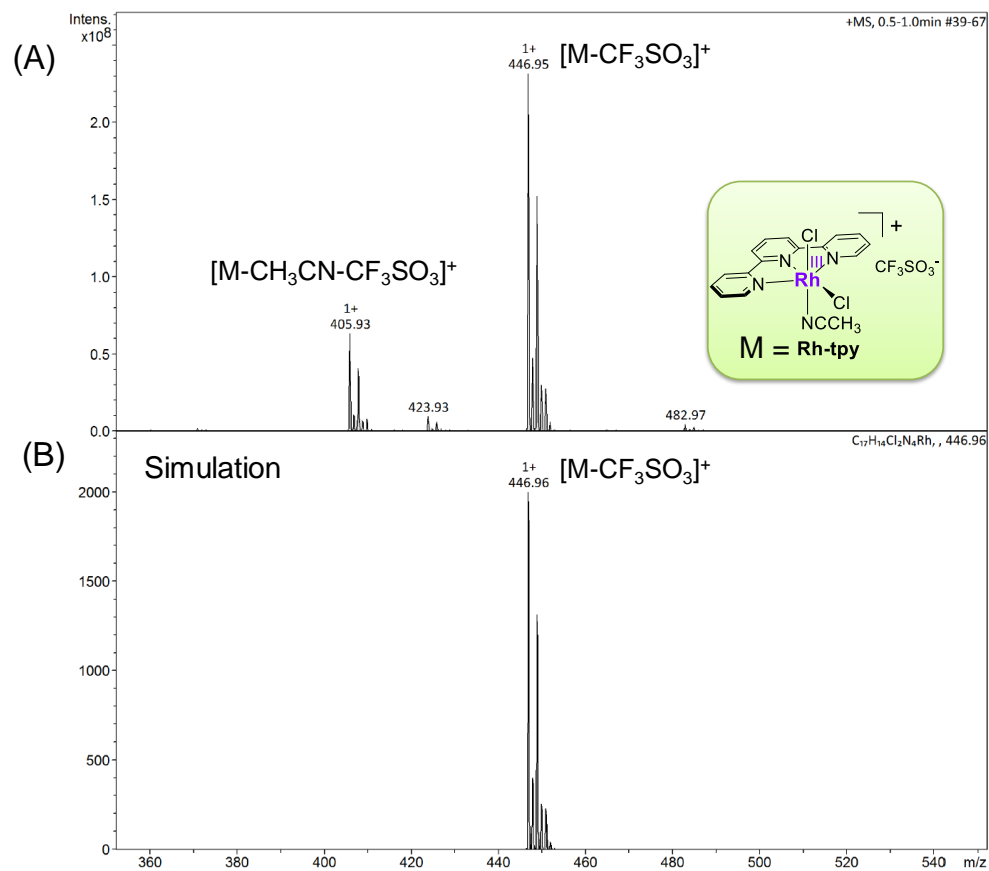 Intens.
x10⁸
+MS, 0.5-1.0min #39-67
(A)
1+
446.95
[M-CF₃SO₃]⁺
2.0
1.5
[M-CH₃CN-CF₃SO₃]⁺
1.0
1+
405.93
0.5
423.93
482.97
0.0
Cl
+
N
III
N
N
Rh
CF₃SO₃⁻
Cl
NCCH₃
M = Rh-tpy
(B)
Simulation
C₁₇H₁₄Cl₂N₄Rh, , 446.96
1+
446.96
[M-CF₃SO₃]⁺
2000
1500
1000
500
0
360 380 400 420 440 460 480 500 520 540 m/z